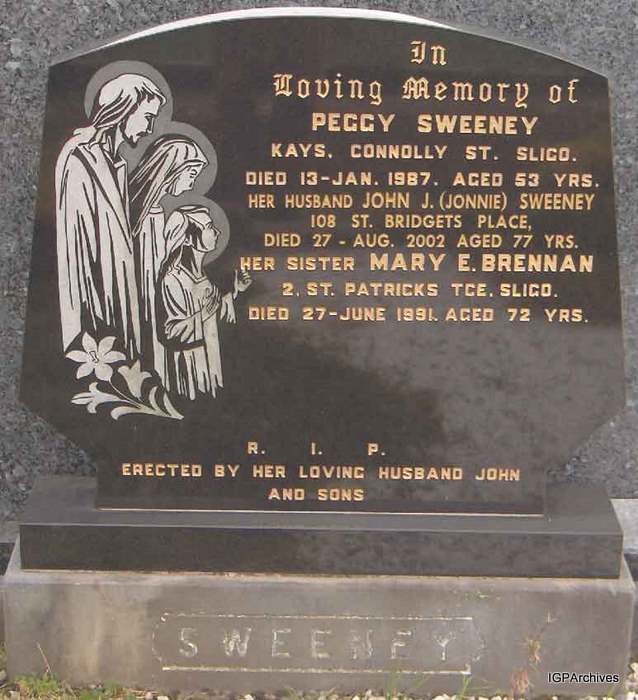 In
Loving Memory of
PEGGY SWEENEY
KAYS, CONNOLLY ST. SLIGO.
DIED 13-JAN. 1987. AGED 53 YRS.
HER HUSBAND JOHN J. (JONNIE) SWEENEY
108 ST. BRIDGETS PLACE,
DIED 27 - AUG. 2002 AGED 77 YRS.
HER SISTER MARY E. BRENNAN
2, ST. PATRICKS TCE, SLIGO.
DIED 27-JUNE 1991. AGED 72 YRS.
R. I. P.
ERECTED BY HER LOVING HUSBAND JOHN
AND SONS
SWEENEY
IGPArchives